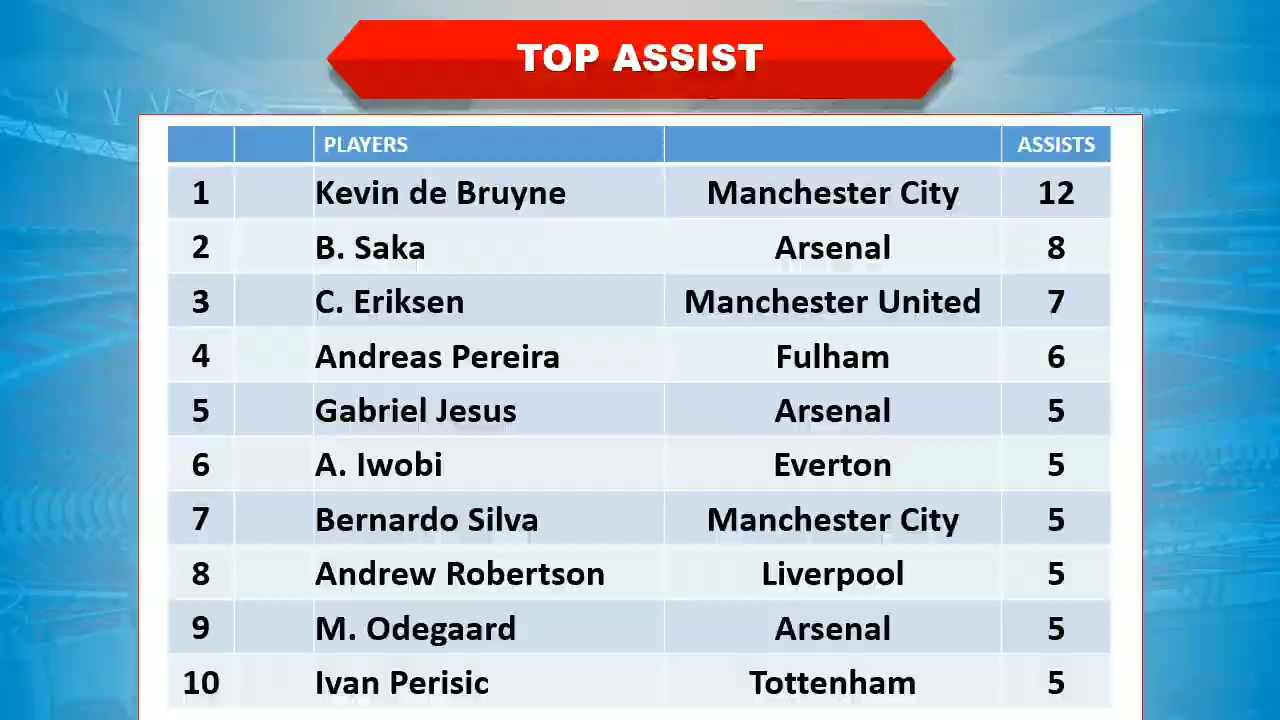 TOP ASSIST
PLAYERS ASSISTS
1 Kevin de Bruyne Manchester City 12
2 B. Saka Arsenal 8
3 C. Eriksen Manchester United 7
4 Andreas Pereira Fulham 6
5 Gabriel Jesus Arsenal 5
6 A. Iwobi Everton 5
7 Bernardo Silva Manchester City 5
8 Andrew Robertson Liverpool 5
9 M. Odegaard Arsenal 5
10 Ivan Perisic Tottenham 5